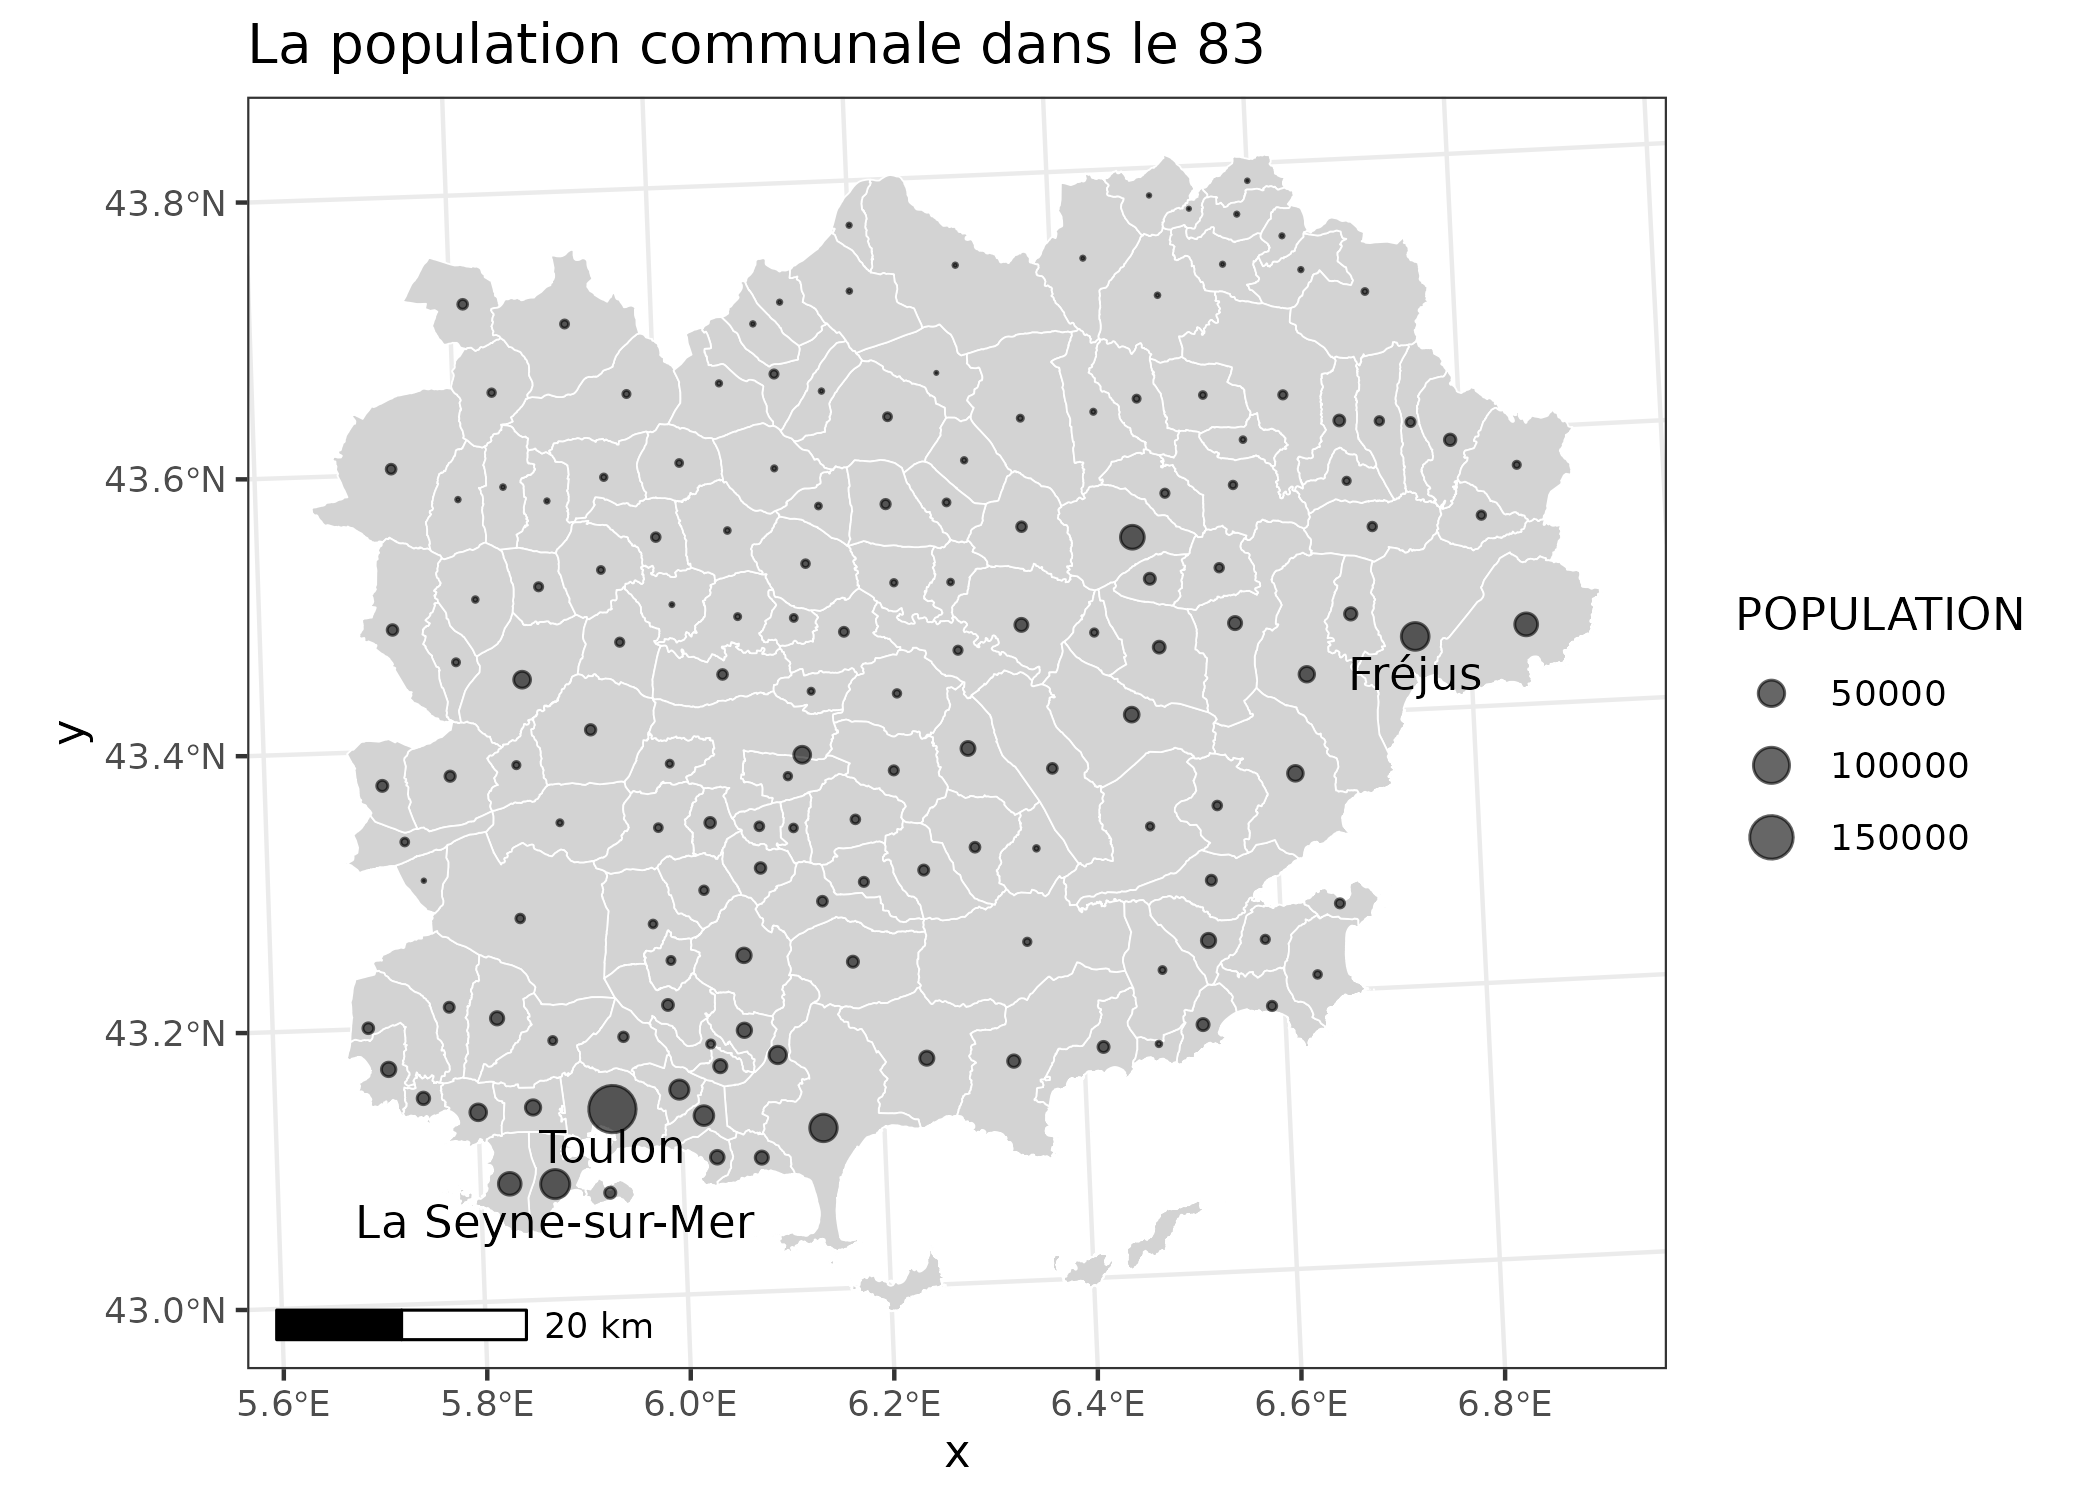 La population communale dans le 83
43.8°N
43.6°N
43.4°N
43.2°N
43.0°N
y
Fréjus
Toulon
La Seyne-sur-Mer
20 km
5.6°E
5.8°E
6.0°E
6.2°E
6.4°E
6.6°E
6.8°E
x
POPULATION
50000
100000
150000